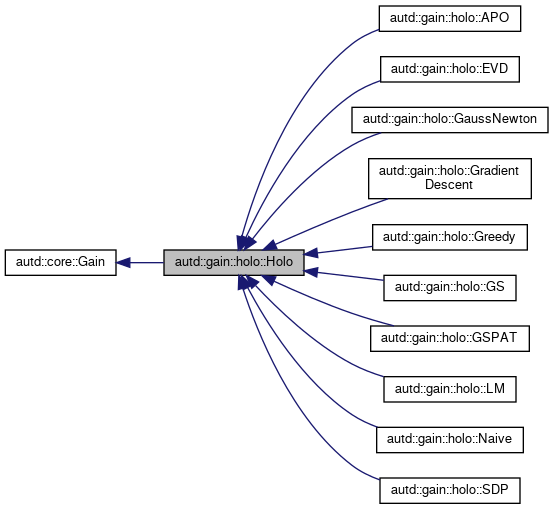 autd::gain::holo::APO
autd::gain::holo::EVD
autd::gain::holo::GaussNewton
autd::gain::holo::Gradient
Descent
autd::gain::holo::Greedy
autd::core::Gain
autd::gain::holo::Holo
autd::gain::holo::GS
autd::gain::holo::GSPAT
autd::gain::holo::LM
autd::gain::holo::Naive
autd::gain::holo::SDP